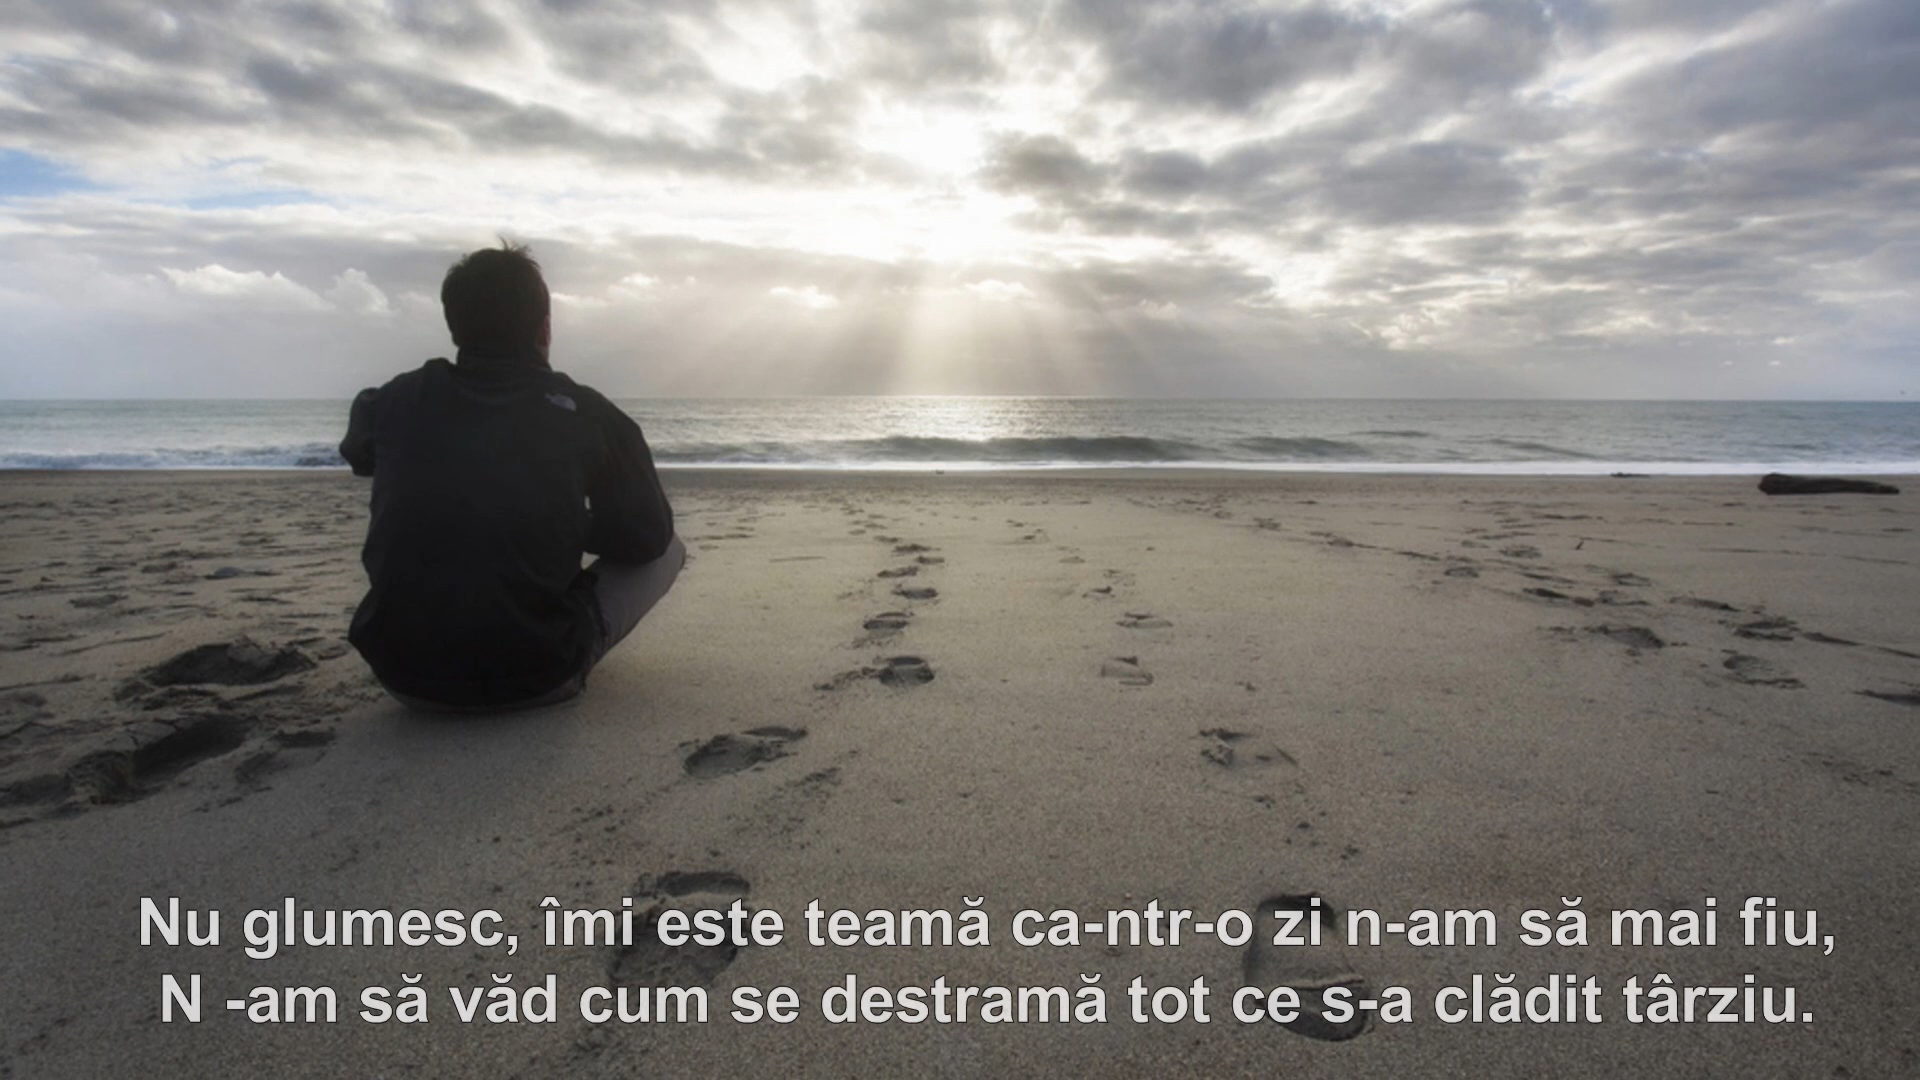 Nu glumesc, îmi este teamă ca-ntr-o zi n-am să mai fiu,
N -am să văd cum se destramă tot ce s-a clădit târziu.